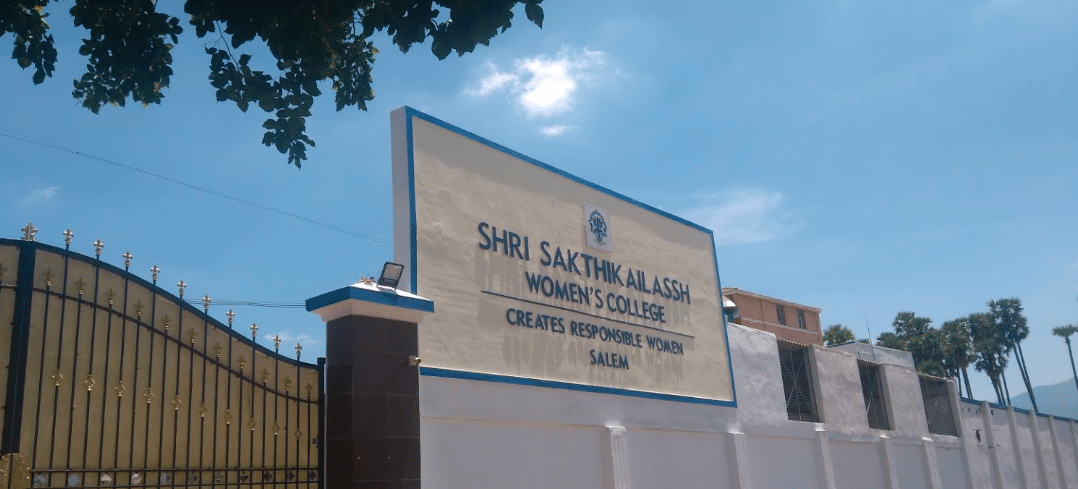 SHRI SAKTHIKAILASSH
WOMEN'S COLLEGE
CREATES RESPONSIBLE WOMEN
SALEM